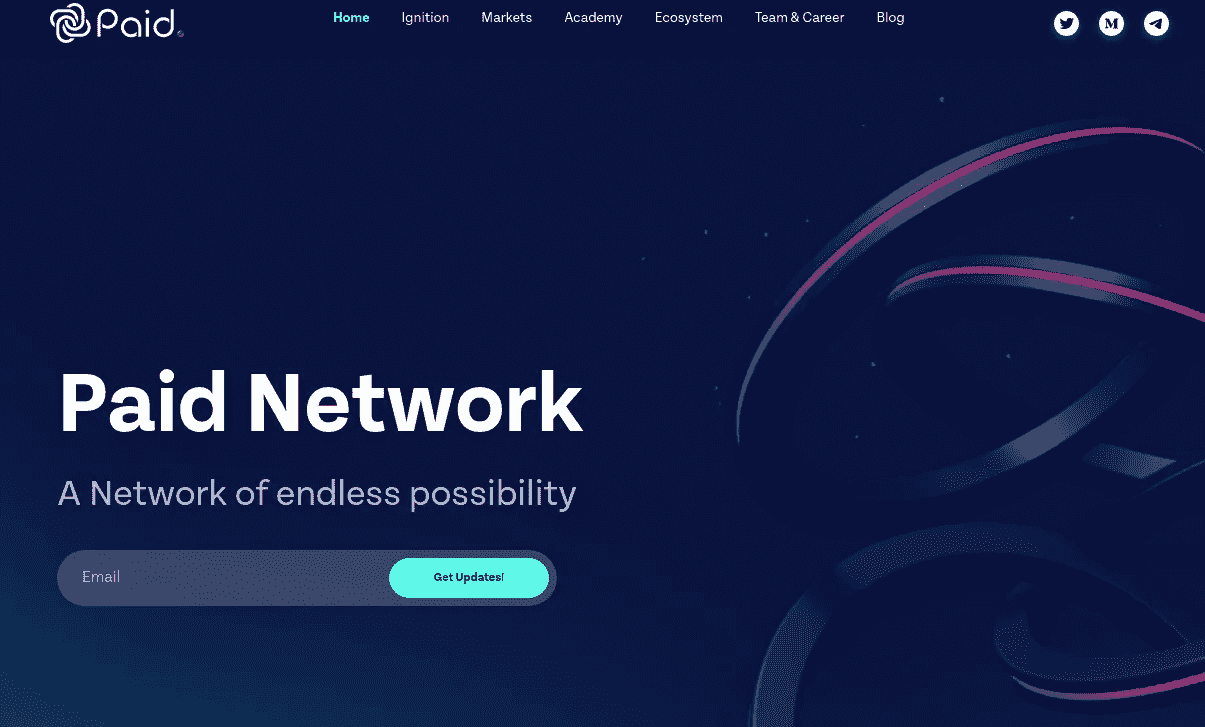 Paid.
Home Ignition Markets Academy Ecosystem Team & Career Blog
M
Paid Network
A Network of endless possibility
Email
Get Updates!